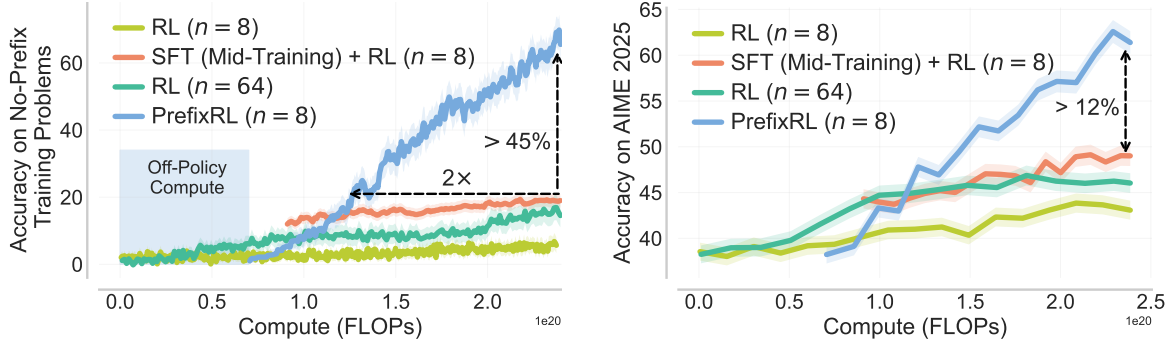 Accuracy on No-Prefix
Training Problems
60
40
20
0
RL (n = 8)
SFT (Mid-Training) + RL (n = 8)
RL (n = 64)
PrefixRL (n = 8)
Off-Policy
Compute
> 45%
2×
0.0 0.5 1.0 1.5 2.0
Compute (FLOPs)
1e20
Accuracy on AIME 2025
65
60
55
50
45
40
RL (n = 8)
SFT (Mid-Training) + RL (n = 8)
RL (n = 64)
PrefixRL (n = 8)
> 12%
0.0 0.5 1.0 1.5 2.0 2.5
Compute (FLOPs)
1e20